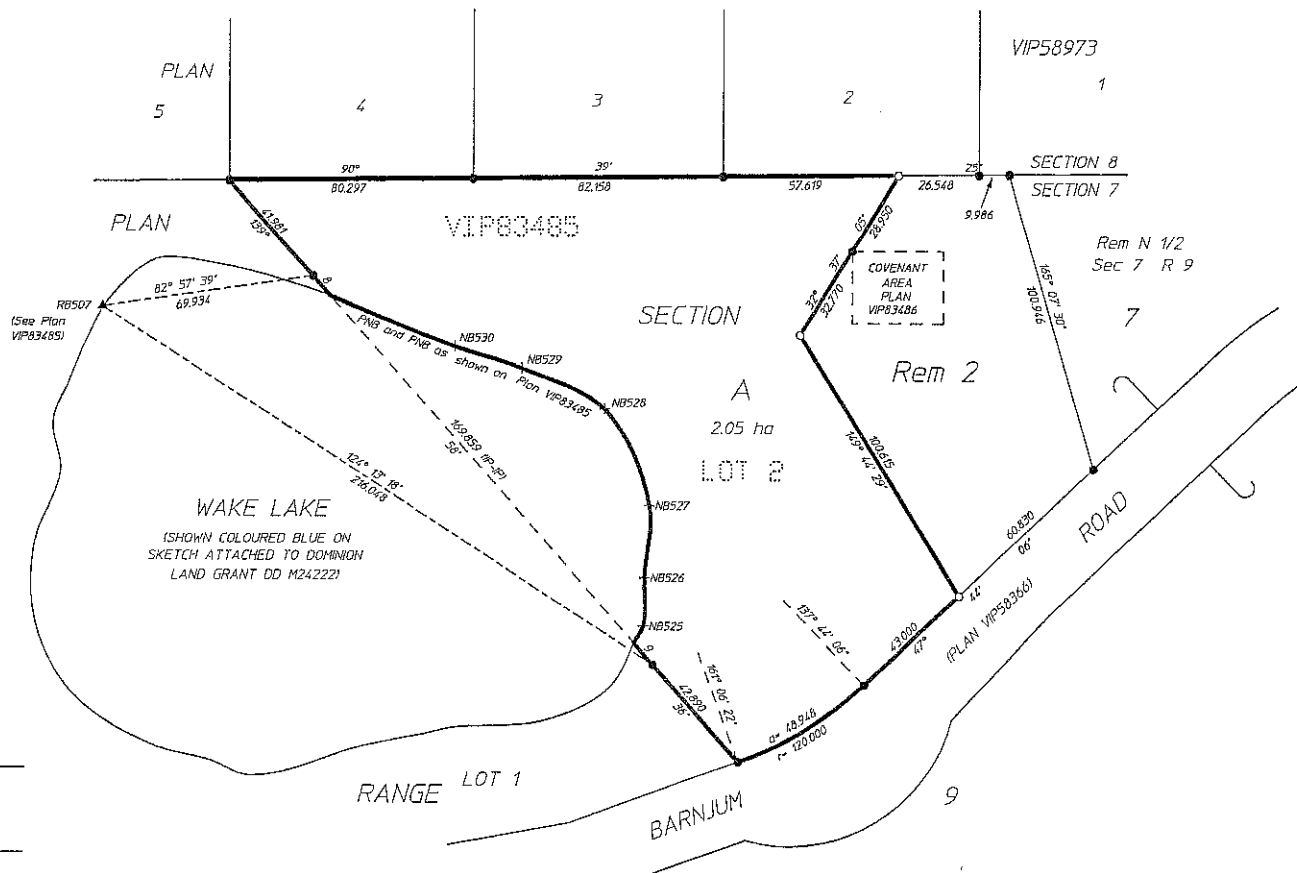 PLAN
5
4
3
2
VIP58973
1
90°
80.297
39'
82.158
57.619
26.548
25"
9.986
SECTION 8
SECTION 7
PLAN
VIP83485
41.981
139°
05"
28.950
37'
32.770
32°
COVENANT
AREA
PLAN
VIP83486
Rem N 1/2
Sec 7 R 9
165° 07' 30"
100.946
7
82° 57' 39"
69.934
8
RB507
(See Plan
VIP83485)
SECTION
NB530
NB529
PNB and PNB as shown on Plan VIP83485
NB528
Rem 2
A
2.05 ha
LOT 2
169.859 (IP-IP)
58'
100.615
149° 44' 29"
124° 13' 18"
216.048
NB527
WAKE LAKE
(SHOWN COLOURED BLUE ON
SKETCH ATTACHED TO DOMINION
LAND GRANT DD M24222)
NB526
NB525
9
60.830
06"
ROAD
44'
(PLAN VIP58366)
137° 44' 06"
43.000
47°
161° 06' 22"
42.890
36"
a= 48.948
r= 120.000
RANGE
LOT 1
BARNJUM
9